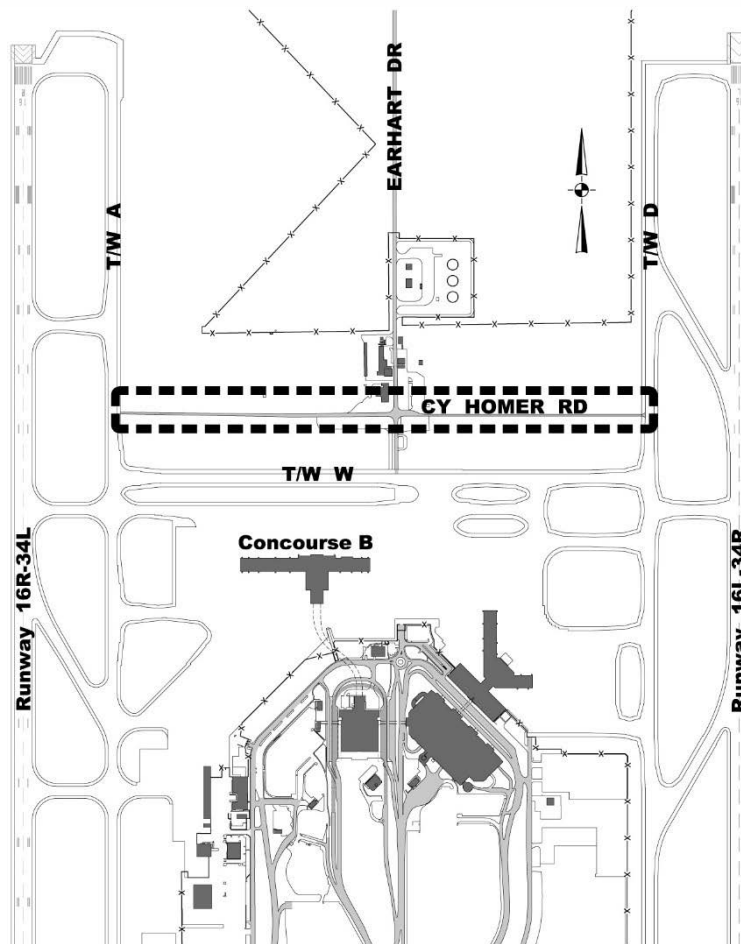 EARHART DR
T/W A
T/W D
CY HOMER RD
T/W W
Concourse B
Runway 16R-34L
Runway 16L-34R